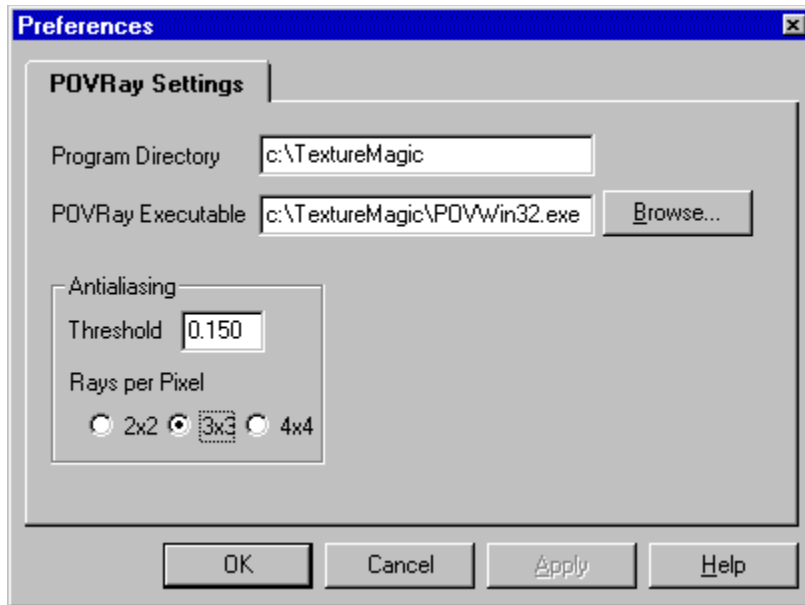 Preferences
POVRay Settings
Program Directory c:\TextureMagic
POVRay Executable c:\TextureMagic\POVWin32.exe Browse...
Antialiasing
Threshold 0.150
Rays per Pixel
2x2 3x3 4x4
OK Cancel Apply Help